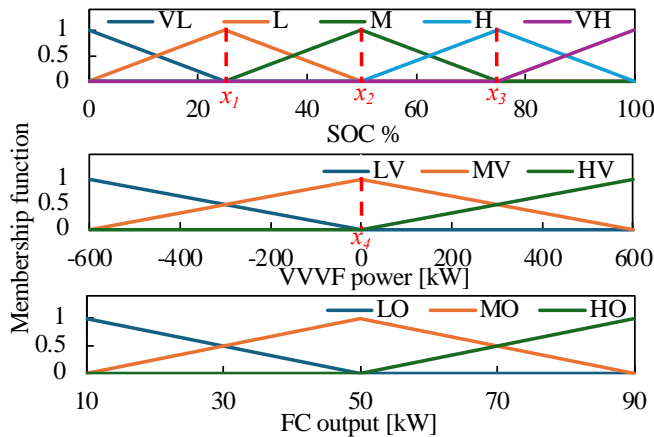 VL L M H VH
1
0.5
0
0 20 40 60 80 100
x1 x2 x3
SOC %
Membership function
LV MV HV
1
0.5
0
-600 -400 -200 0 200 400 600
x4
VVVF power [kW]
LO MO HO
1
0.5
0
10 30 50 70 90
FC output [kW]